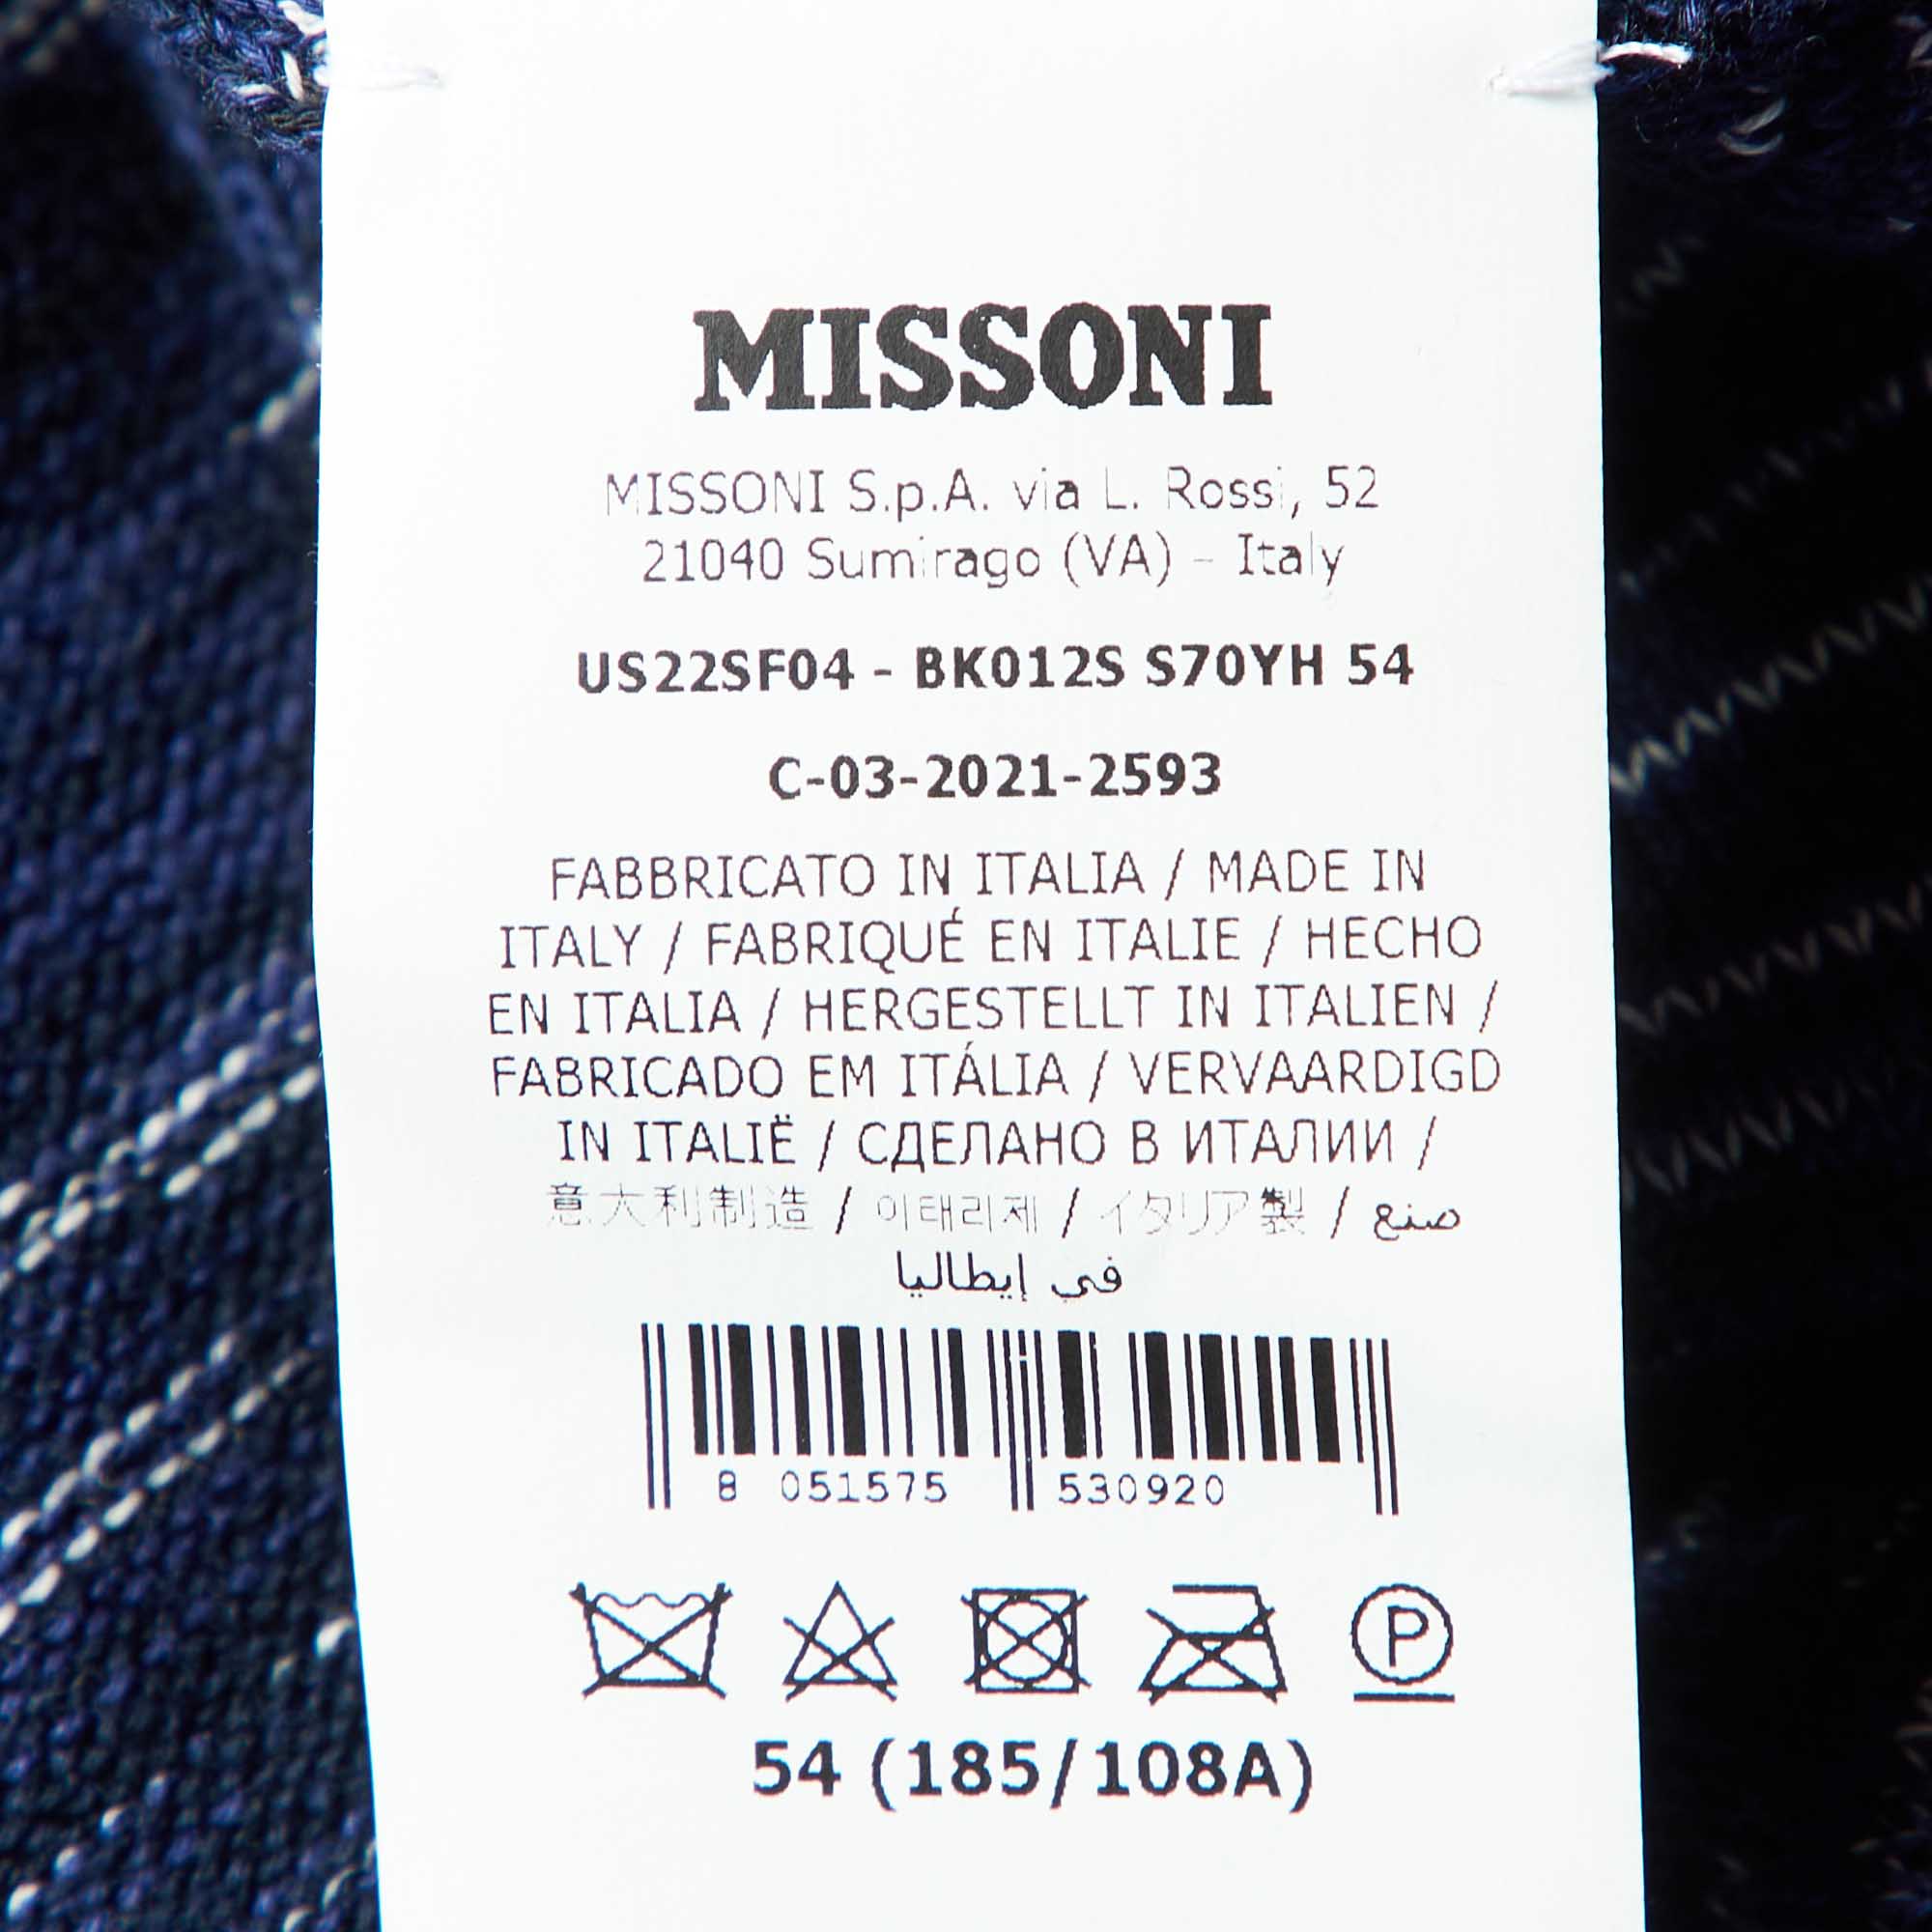 MISSONI
MISSONI S.p.A. via L. Rossi, 52
21040 Sumirago (VA) - Italy
US22SF04 - BK012S S70YH 54
C-03-2021-2593
FABBRICATO IN ITALIA / MADE IN
ITALY / FABRIQUÉ EN ITALIE / HECHO
EN ITALIA / HERGESTELLT IN ITALIEN /
FABRICADO EM ITÁLIA / VERVAARDIGD
IN ITALIË / СДЕЛАНО В ИТАЛИИ /
意大利制造 / 이태리제 / イタリア製 / صنع
في إيطاليا
8 051575 530920
P
54 (185/108A)